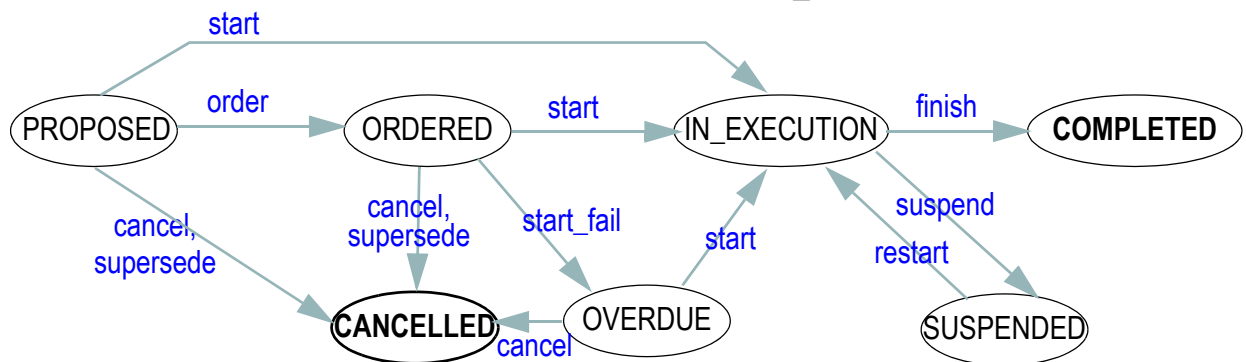 start
order
start
finish
PROPOSED
ORDERED
IN_EXECUTION
COMPLETED
cancel,
supersede
cancel,
supersede
start_fail
start
suspend
restart
CANCELLED
cancel
OVERDUE
SUSPENDED